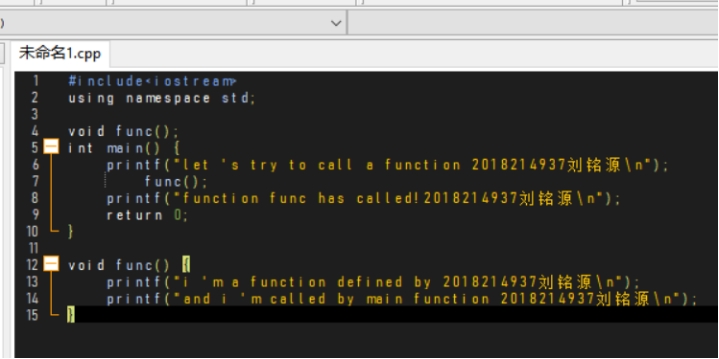 )
未命名1.cpp
1 #include<iostream>
2 using namespace std;
3
4 void func();
5 int main() {
6 printf("let 's try to call a function 2018214937刘铭源\n");
7 func();
8 printf("function func has called!2018214937刘铭源\n");
9 return 0;
10 }
11
12 void func() {
13 printf("i 'm a function defined by 2018214937刘铭源\n");
14 printf("and i 'm called by main function 2018214937刘铭源\n");
15 }